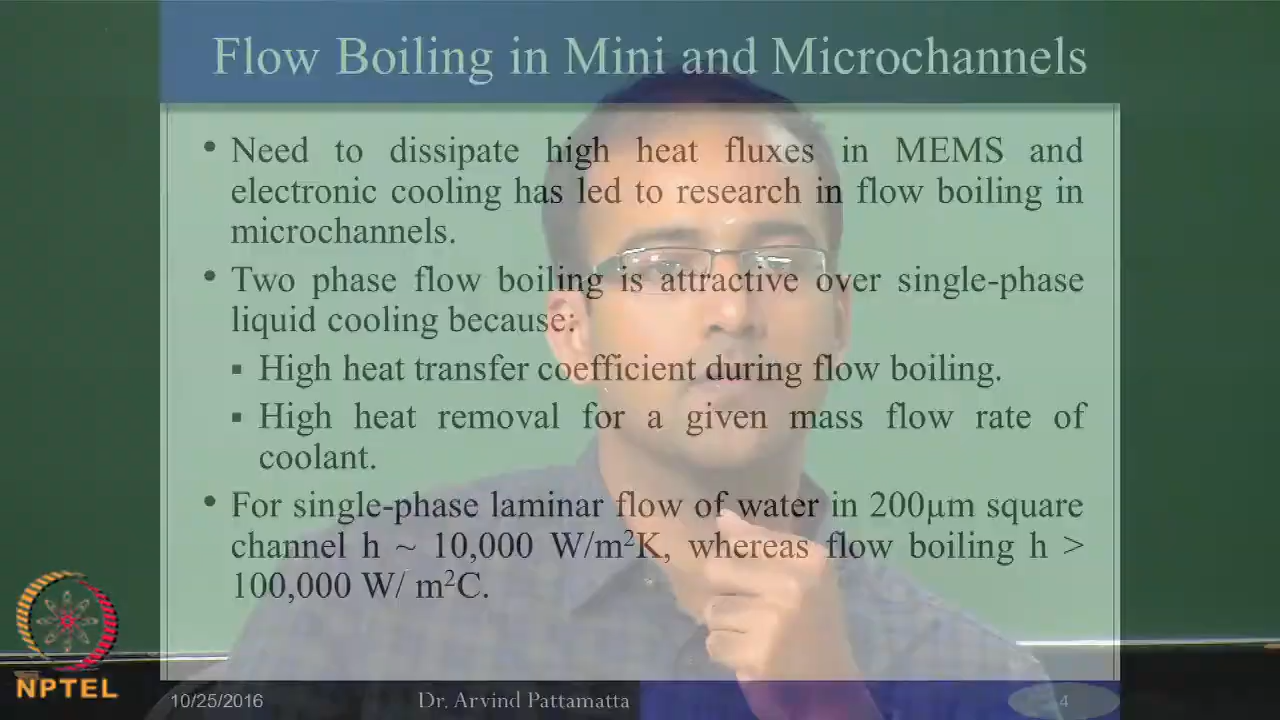 Flow Boiling in Mini and Microchannels
• Need to dissipate high heat fluxes in MEMS and
electronic cooling has led to research in flow boiling in
microchannels.
• Two phase flow boiling is attractive over single-phase
liquid cooling because:
▪ High heat transfer coefficient during flow boiling.
▪ High heat removal for a given mass flow rate of
coolant.
• For single-phase laminar flow of water in 200µm square
channel h ~ 10,000 W/m²K, whereas flow boiling h >
100,000 W/ m²C.
NPTEL
10/25/2016
Dr. Arvind Pattamatta
4